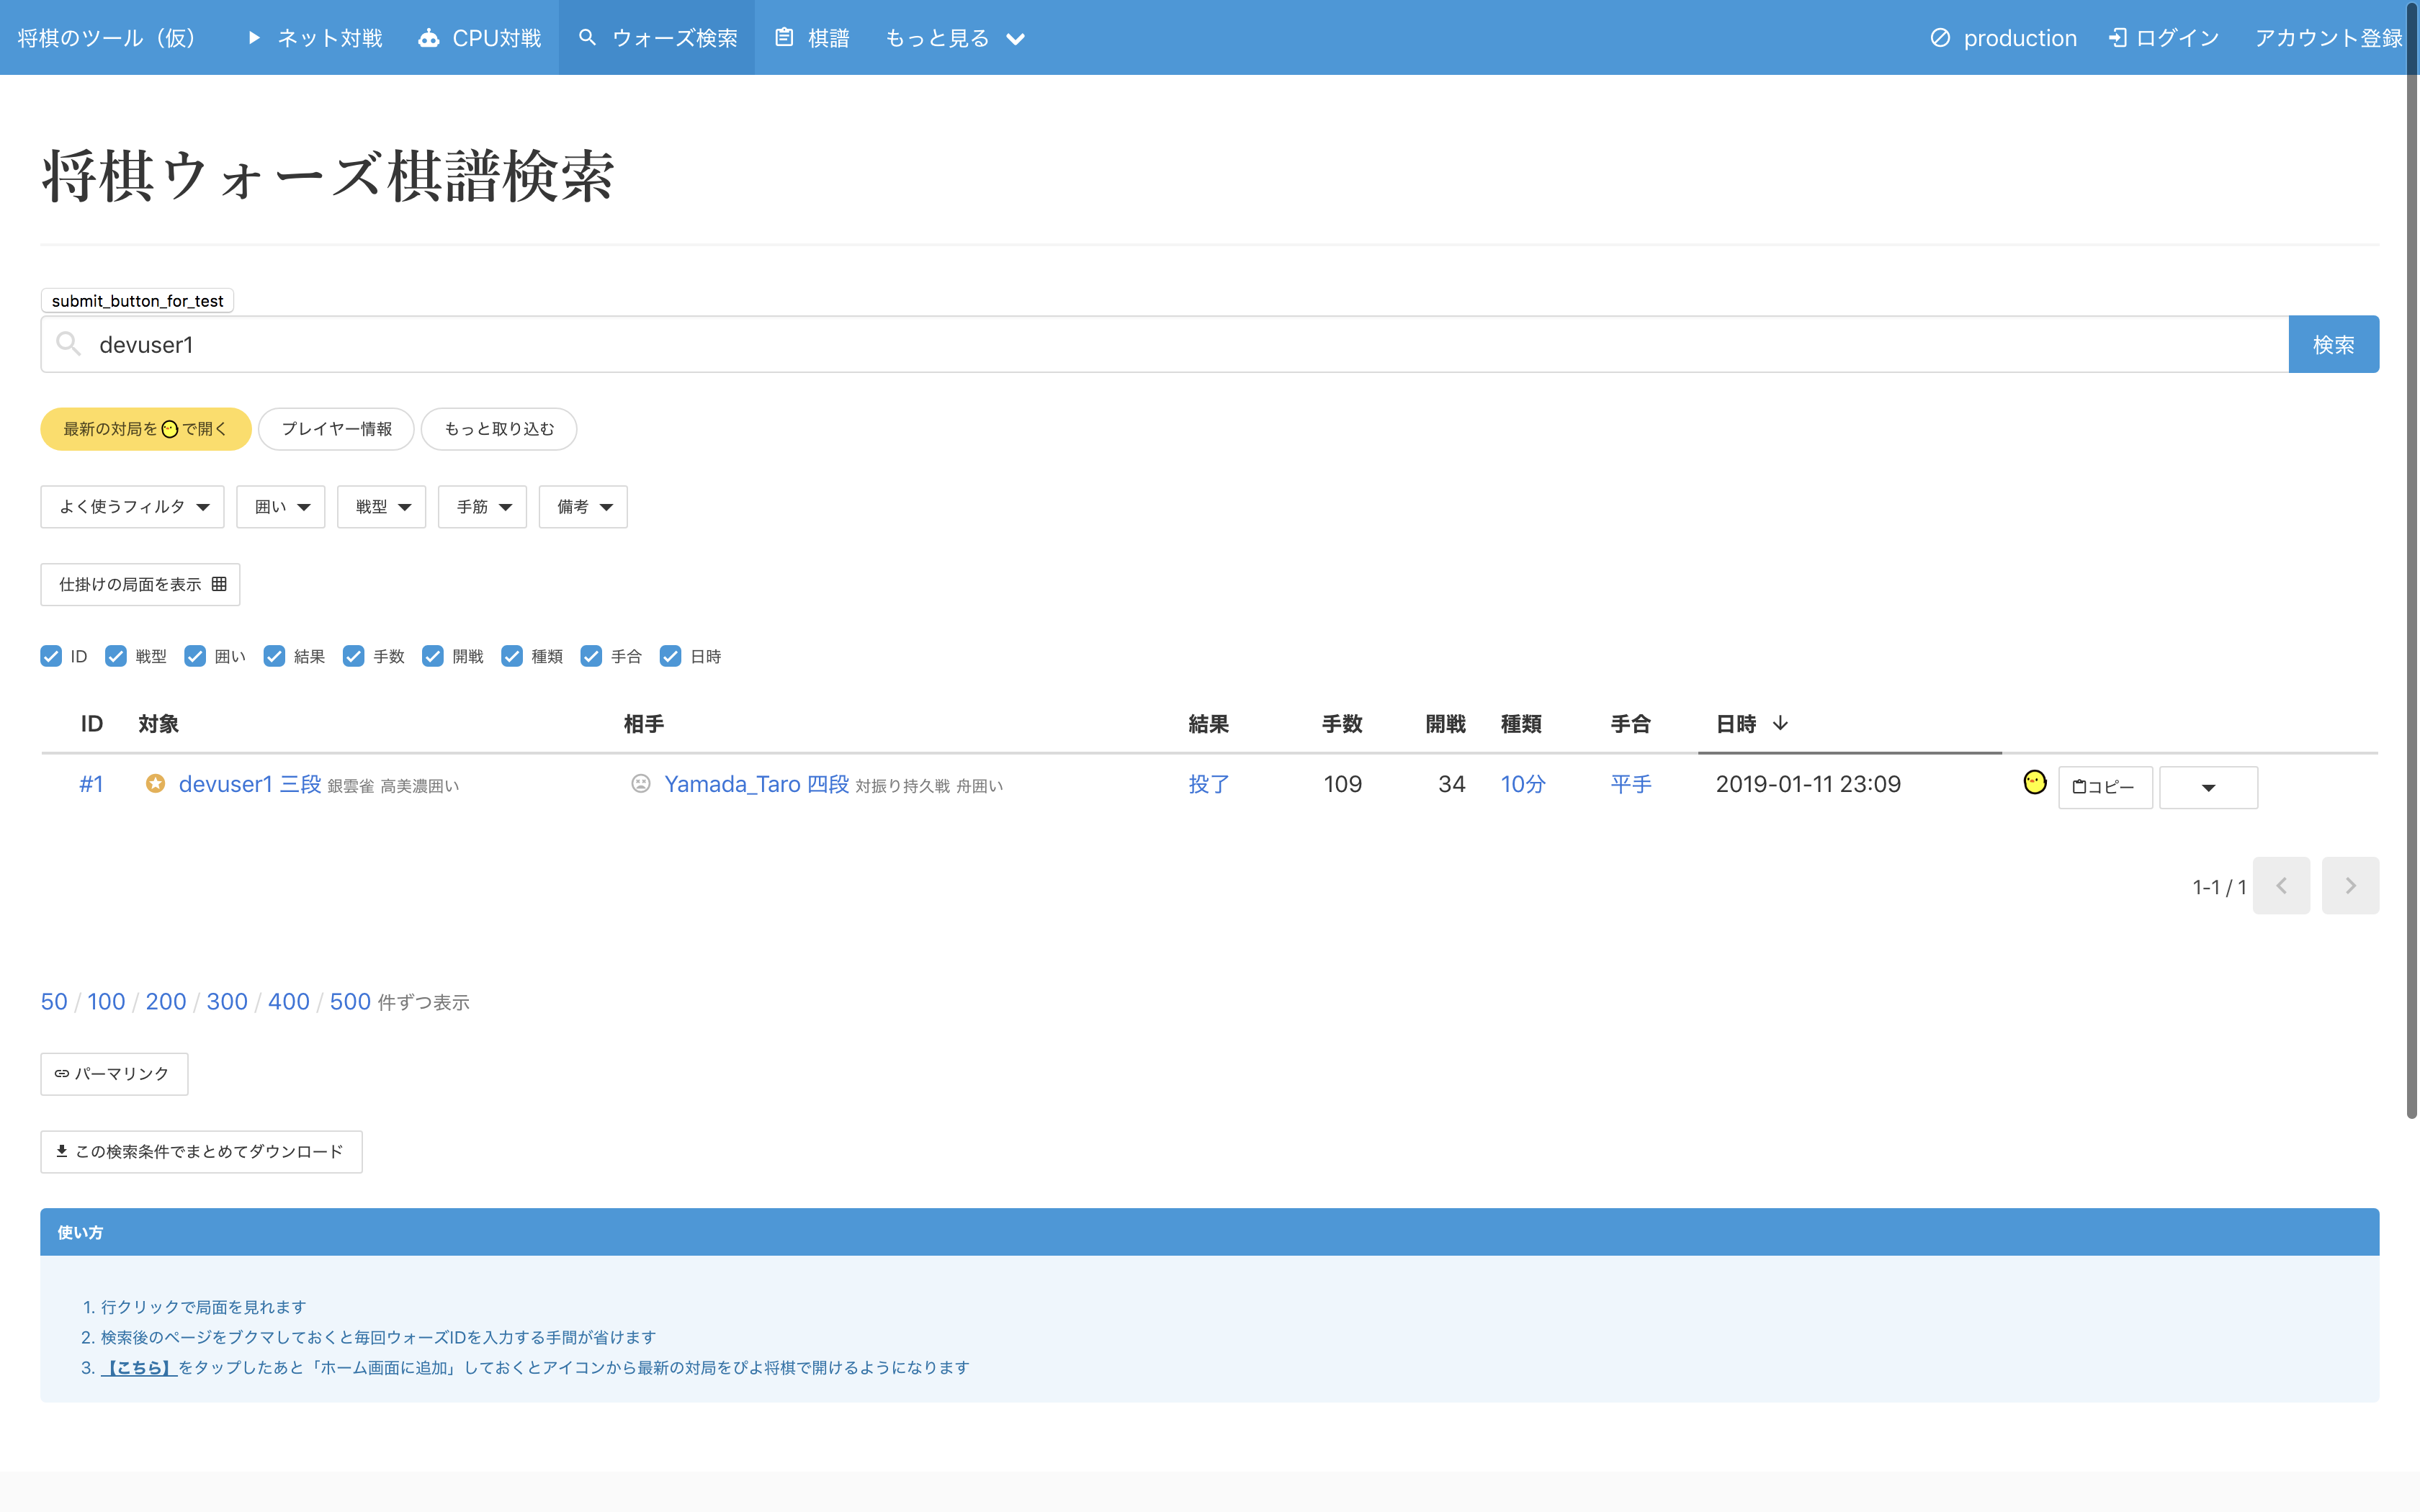 将棋のツール（仮） ネット対戦 CPU対戦 ウォーズ検索 棋譜 もっと見る production ログイン アカウント登録
将棋ウォーズ棋譜検索
submit_button_for_test
devuser1 検索
最新の対局をで開く プレイヤー情報 もっと取り込む
よく使うフィルタ 囲い 戦型 手筋 備考
仕掛けの局面を表示
ID 戦型 囲い 結果 手数 開戦 種類 手合 日時
ID 対象 相手 結果 手数 開戦 種類 手合 日時
#1 devuser1 三段 銀雲雀 高美濃囲い Yamada_Taro 四段 対振り持久戦 舟囲い 投了 109 34 10分 平手 2019-01-11 23:09 コピー
1-1 / 1
50 / 100 / 200 / 300 / 400 / 500 件ずつ表示
パーマリンク
この検索条件でまとめてダウンロード
使い方
1. 行クリックで局面を見れます
2. 検索後のページをブクマしておくと毎回ウォーズIDを入力する手間が省けます
3. 【こちら】をタップしたあと「ホーム画面に追加」しておくとアイコンから最新の対局をぴよ将棋で開けるようになります